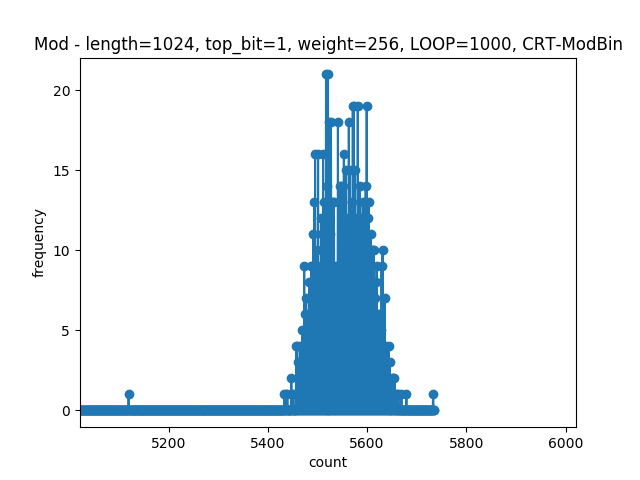 Mod - length=1024, top_bit=1, weight=256, LOOP=1000, CRT-ModBin
20
15
10
5
0
frequency
5200 5400 5600 5800 6000
count